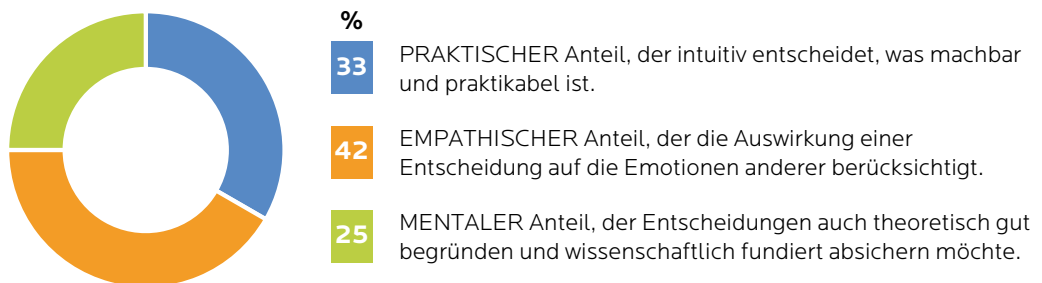 %
33
PRAKTISCHER Anteil, der intuitiv entscheidet, was machbar
und praktikabel ist.
42
EMPATHISCHER Anteil, der die Auswirkung einer
Entscheidung auf die Emotionen anderer berücksichtigt.
25
MENTALER Anteil, der Entscheidungen auch theoretisch gut
begründen und wissenschaftlich fundiert absichern möchte.